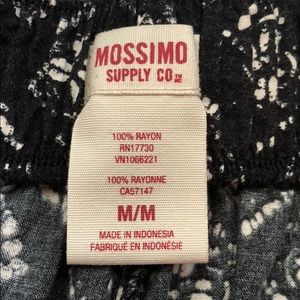 MOSSIMO
SUPPLY CO.
100% RAYON
RN17730
VN1066221
100% RAYONNE
CA57147
M/M
MADE IN INDONESIA
FABRIQUÉ EN INDONÉSIE